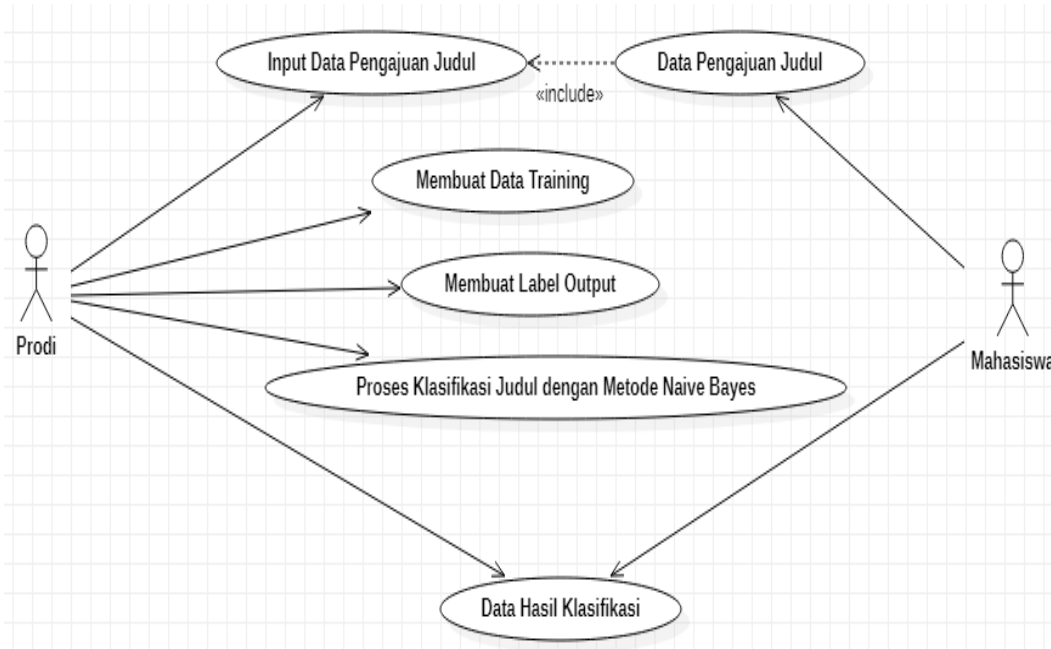 Input Data Pengajuan Judul
Data Pengajuan Judul
«include»
Membuat Data Training
Membuat Label Output
Prodi
Mahasiswa
Proses Klasifikasi Judul dengan Metode Naive Bayes
Data Hasil Klasifikasi